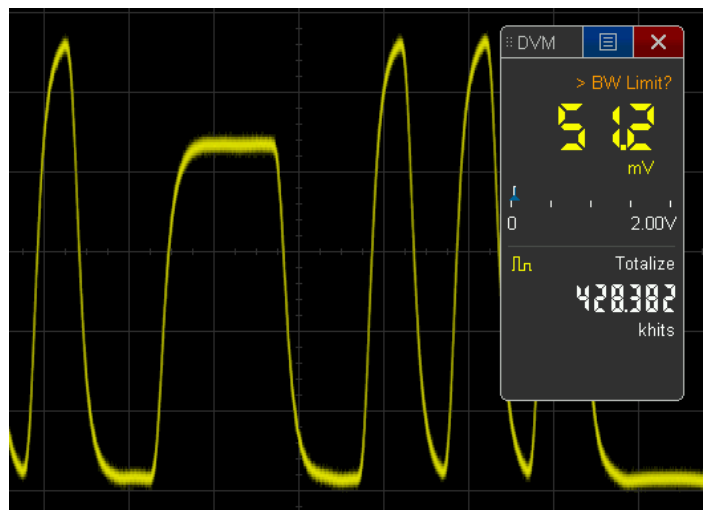 DVM
> BW Limit?
51.2
mV
0 2.00V
Totalize
428.382
khits